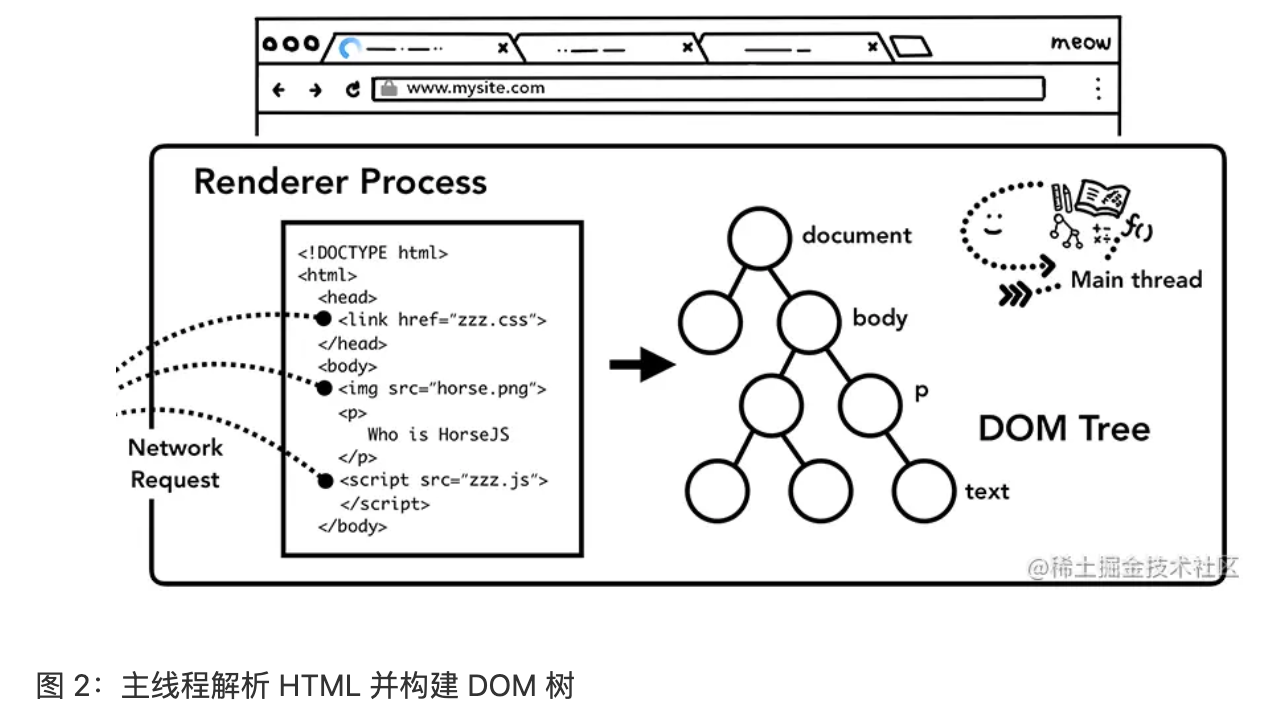 meow
www.mysite.com
Renderer Process
<!DOCTYPE html>
<html>
<head>
<link href="zzz.css">
</head>
<body>
<img src="horse.png">
<p>
Who is HorseJS
</p>
<script src="zzz.js">
</script>
</body>
Network
Request
document
body
p
text
DOM Tree
f()
Main thread
@稀土掘金技术社区
图 2：主线程解析 HTML 并构建 DOM 树